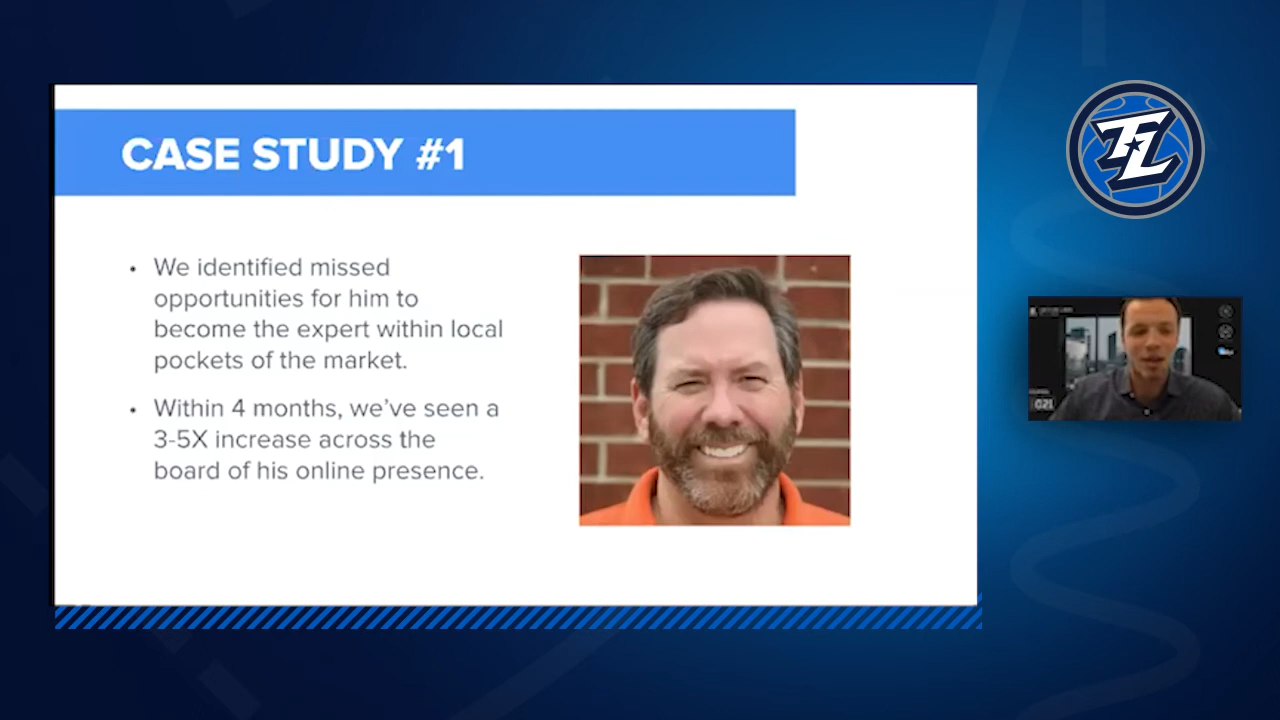 CASE STUDY #1
• We identified missed
opportunities for him to
become the expert within local
pockets of the market.
• Within 4 months, we've seen a
3-5X increase across the
board of his online presence.
TL